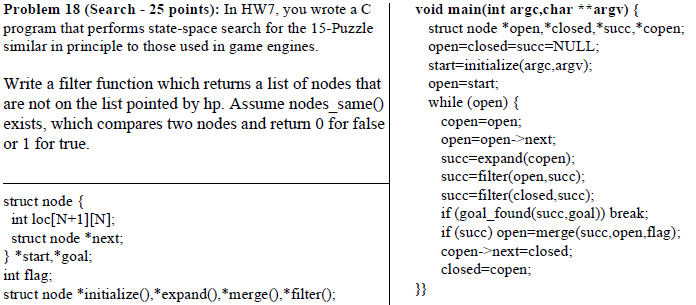 Problem 18 (Search - 25 points): In HW7, you wrote a C
program that performs state-space search for the 15-Puzzle
similar in principle to those used in game engines.
Write a filter function which returns a list of nodes that
are not on the list pointed by hp. Assume nodes_same()
exists, which compares two nodes and return 0 for false
or 1 for true.
struct node {
int loc[N+1][N];
struct node *next;
} *start,*goal;
int flag;
struct node *initialize(),*expand(),*merge(),*filter();
void main(int argc,char **argv) {
struct node *open,*closed,*succ,*copen;
open=closed=succ=NULL;
start=initialize(argc,argv);
open=start;
while (open) {
copen=open;
open=open->next;
succ=expand(copen);
succ=filter(open,succ);
succ=filter(closed,succ);
if (goal_found(succ,goal)) break;
if (succ) open=merge(succ,open,flag);
copen->next=closed;
closed=copen;
}}